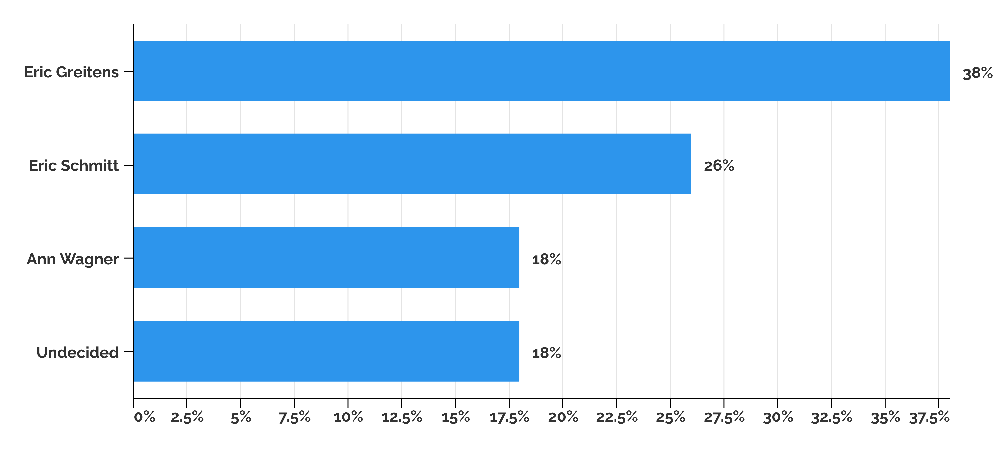 Eric Greitens 38%
Eric Schmitt 26%
Ann Wagner 18%
Undecided 18%
0% 2.5% 5% 7.5% 10% 12.5% 15% 17.5% 20% 22.5% 25% 27.5% 30% 32.5% 35% 37.5%